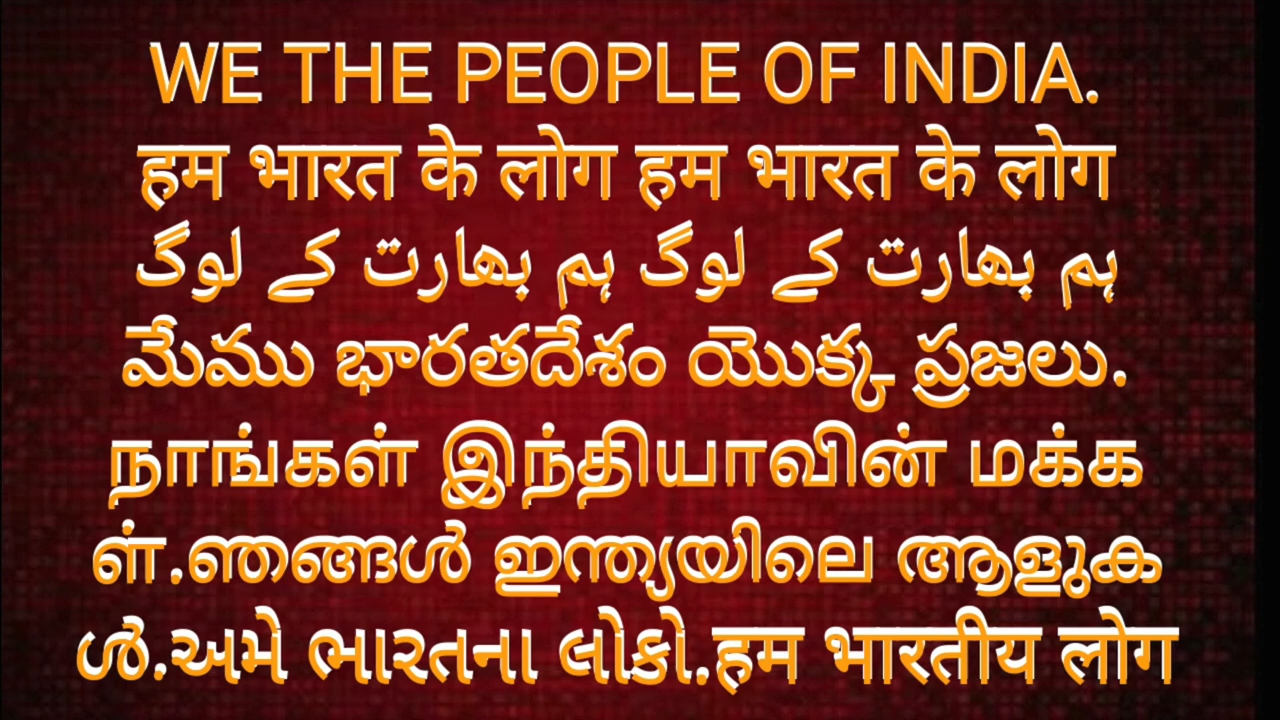 WE THE PEOPLE OF INDIA.
हम भारत के लोग हम भारत के लोग
ہم بھارت کے لوگ ہم بھارت کے لوگ
మేము భారతదేశం యొక్క ప్రజలు.
நாங்கள் இந்தியாவின் மக்க
ள்.ഞങ്ങൾ ഇന്ത്യയിലെ ആളുക
ൾ.અમે ભારતના લોકો.हम भारतीय लोग